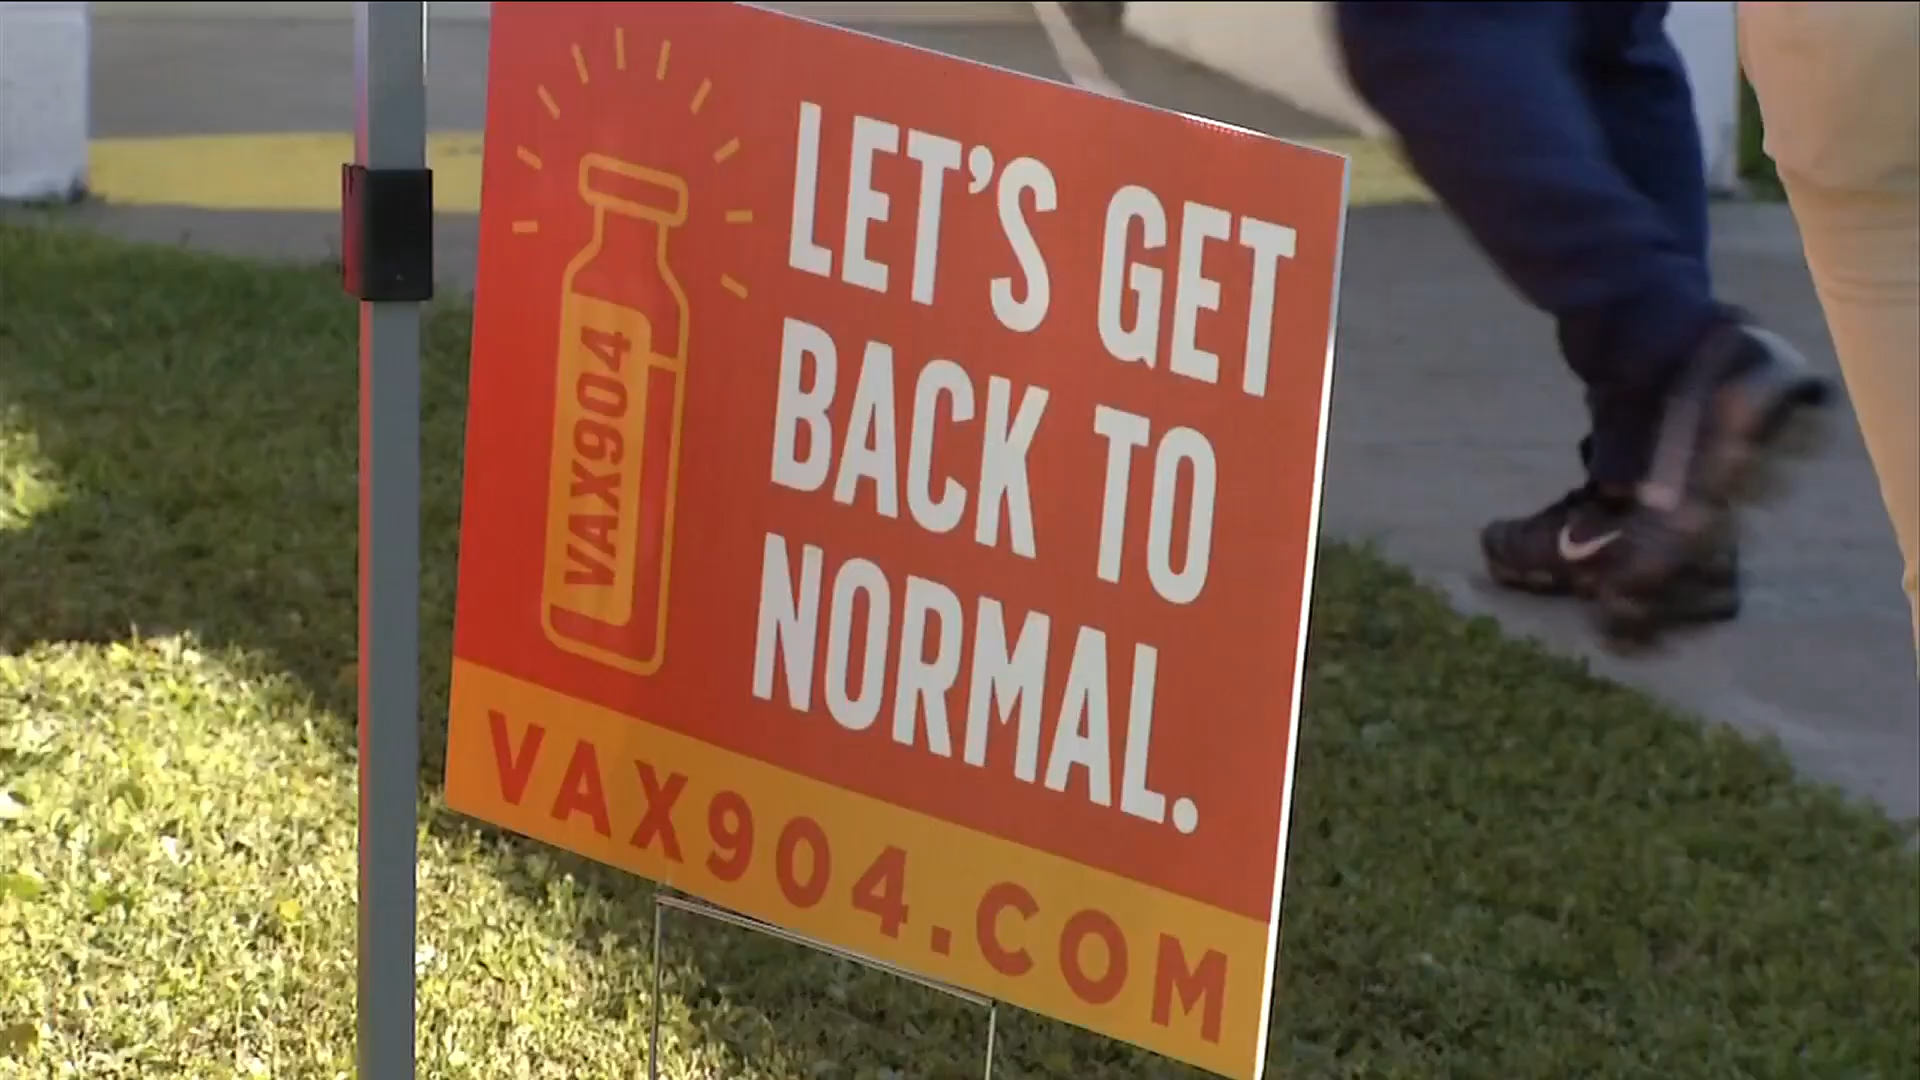 LET'S GET
BACK TO
NORMAL.
VAX904
VAX904.COM